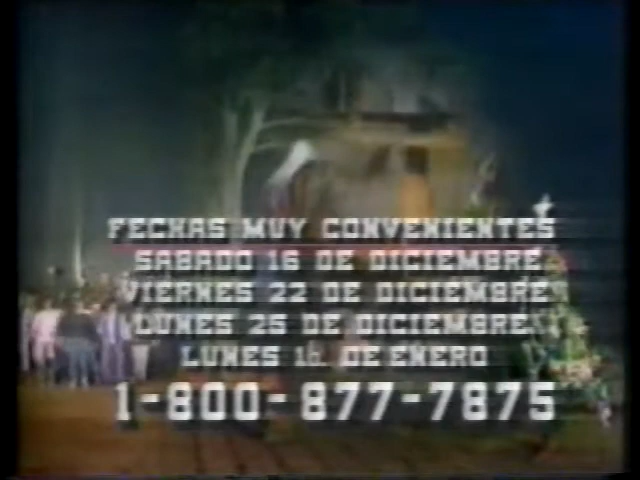 FECHAS MUY CONVENIENTES
SABADO 16 DE DICIEMBRE
VIERNES 22 DE DICIEMBRE
LUNES 25 DE DICIEMBRE
LUNES 1 DE ENERO
1-800-877-7875